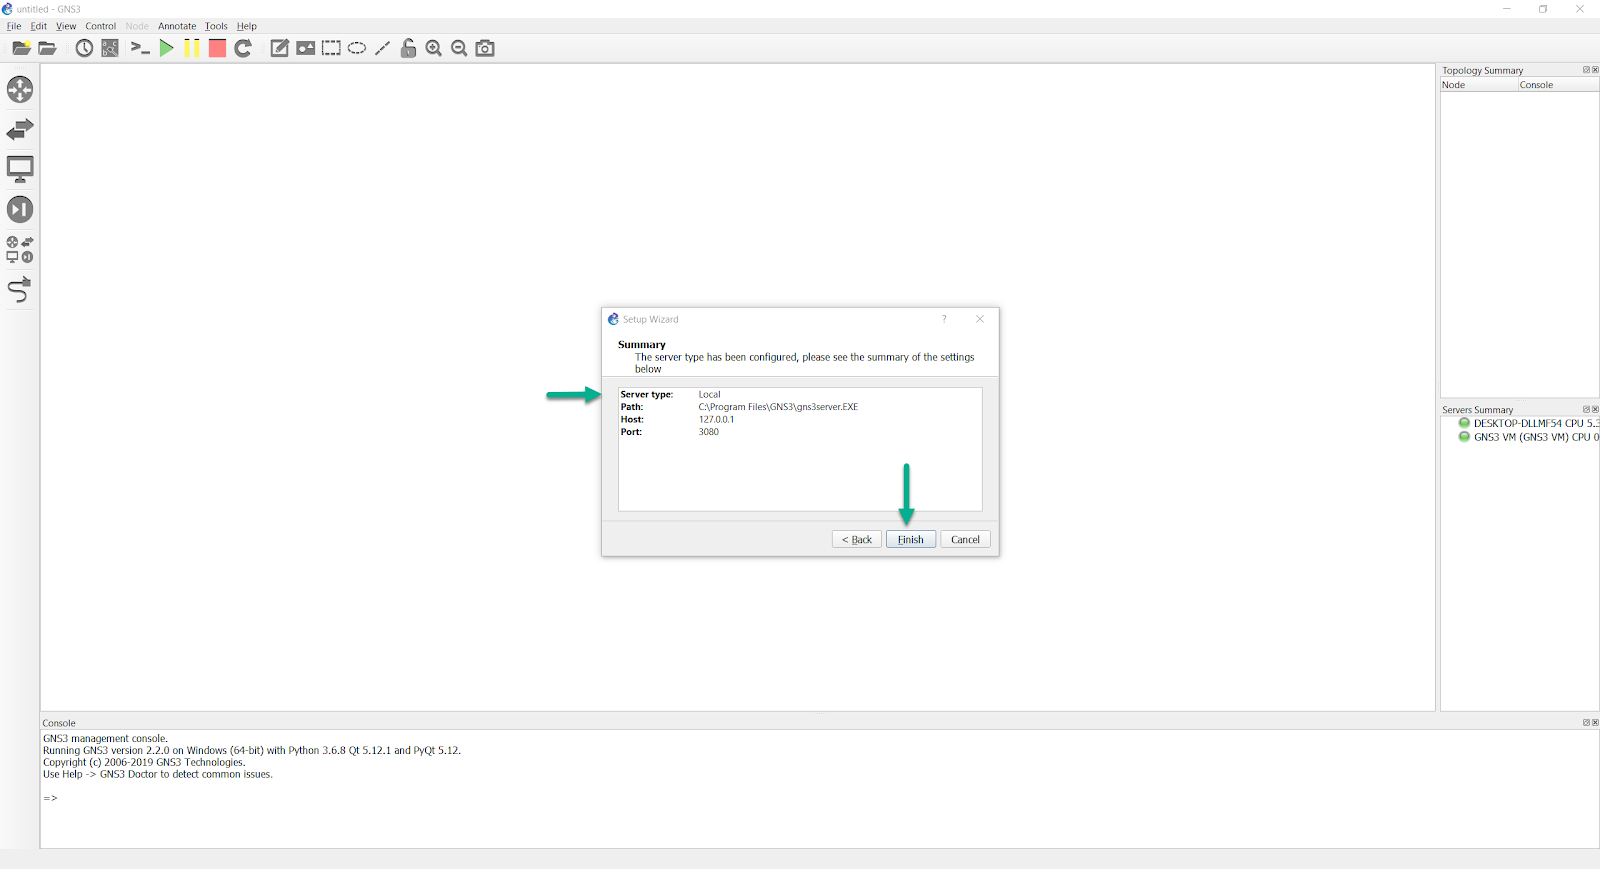 untitled - GNS3
File Edit View Control Node Annotate Tools Help
Topology Summary
Node Console
Setup Wizard
?
Summary
The server type has been configured, please see the summary of the settings
below
Server type: Local
Path: C:\Program Files\GNS3\gns3server.EXE
Host: 127.0.0.1
Port: 3080
< Back Finish Cancel
Servers Summary
DESKTOP-DLLMF54 CPU 5.3
GNS3 VM (GNS3 VM) CPU 0
Console
GNS3 management console.
Running GNS3 version 2.2.0 on Windows (64-bit) with Python 3.6.8 Qt 5.12.1 and PyQt 5.12.
Copyright (c) 2006-2019 GNS3 Technologies.
Use Help -> GNS3 Doctor to detect common issues.
=>